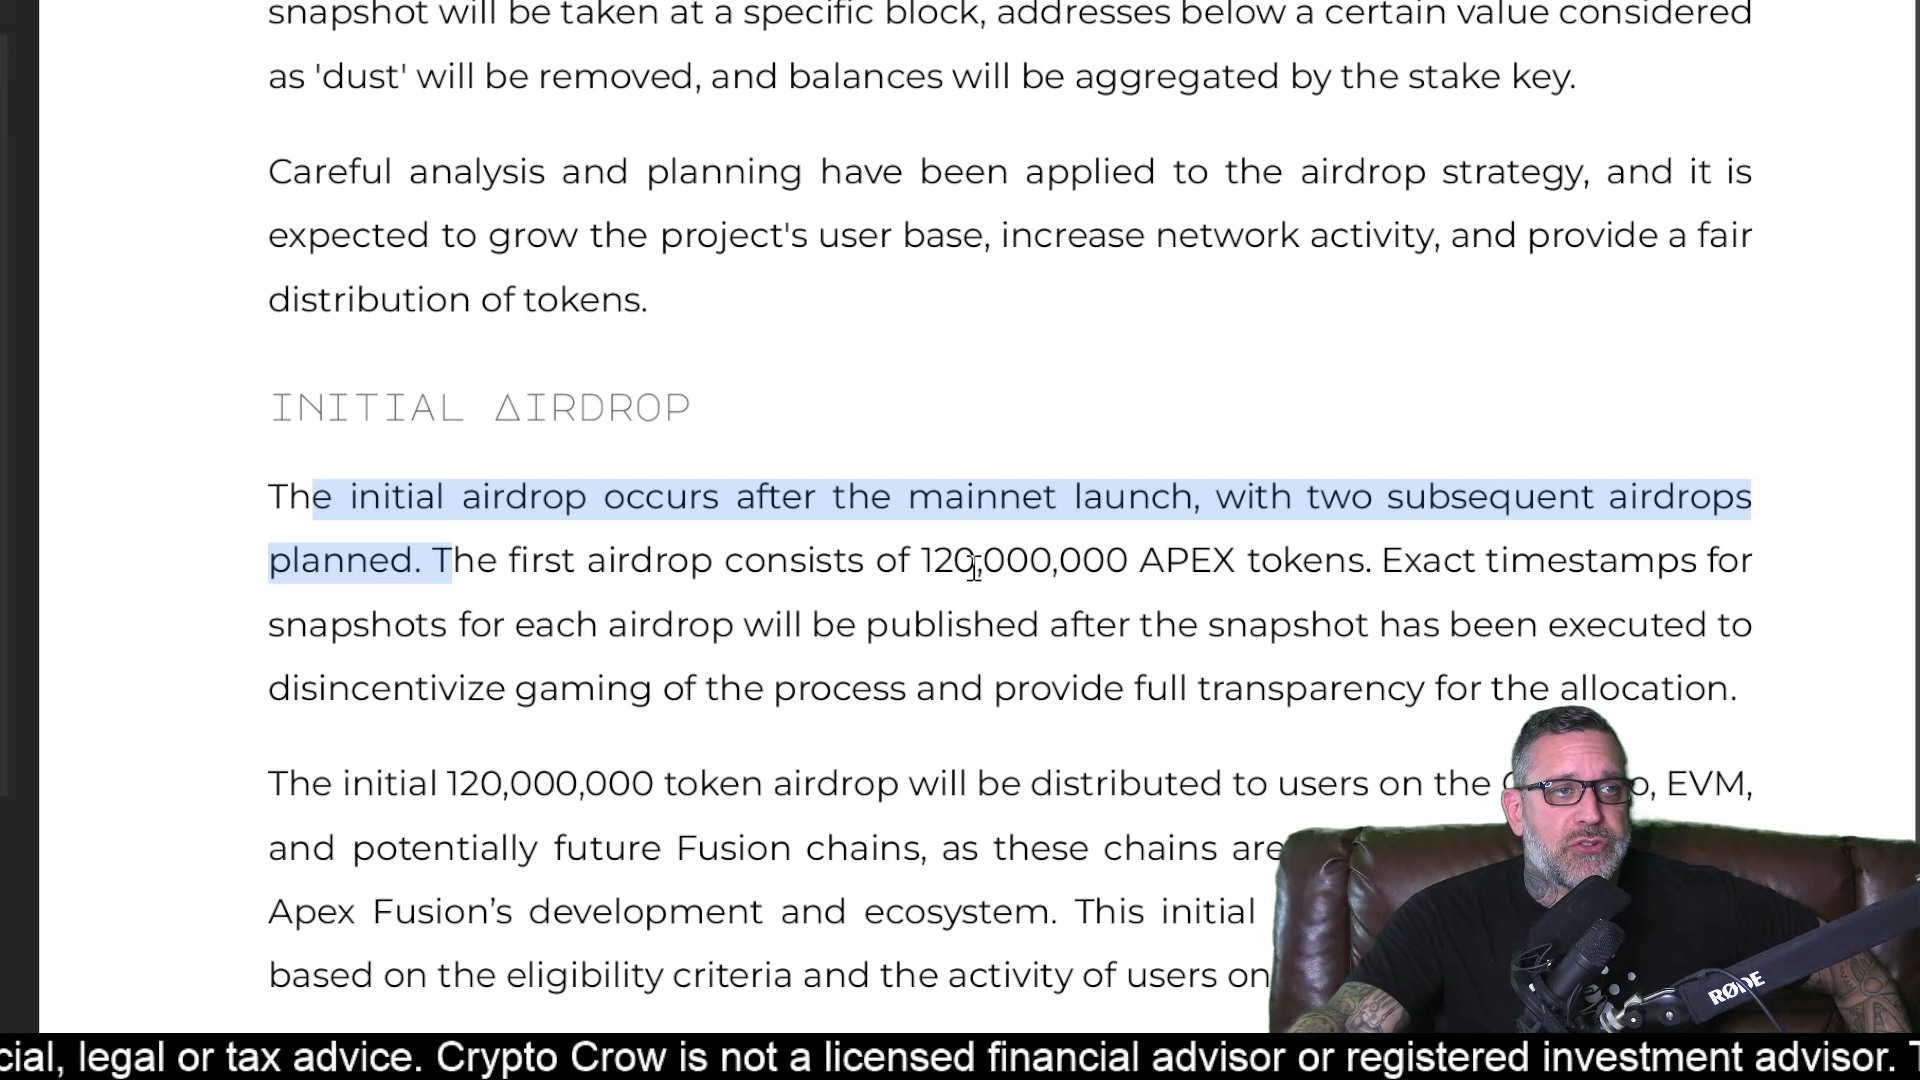 snapshot will be taken at a specific block, addresses below a certain value considered
as 'dust' will be removed, and balances will be aggregated by the stake key.
Careful analysis and planning have been applied to the airdrop strategy, and it is
expected to grow the project's user base, increase network activity, and provide a fair
distribution of tokens.
INITIAL AIRDROP
The initial airdrop occurs after the mainnet launch, with two subsequent airdrops
planned. The first airdrop consists of 120,000,000 APEX tokens. Exact timestamps for
snapshots for each airdrop will be published after the snapshot has been executed to
disincentivize gaming of the process and provide full transparency for the allocation.
The initial 120,000,000 token airdrop will be distributed to users on the EVM,
and potentially future Fusion chains, as these chains are
Apex Fusion’s development and ecosystem. This initial
based on the eligibility criteria and the activity of users on
RØDE
cial, legal or tax advice. Crypto Crow is not a licensed financial advisor or registered investment advisor. T